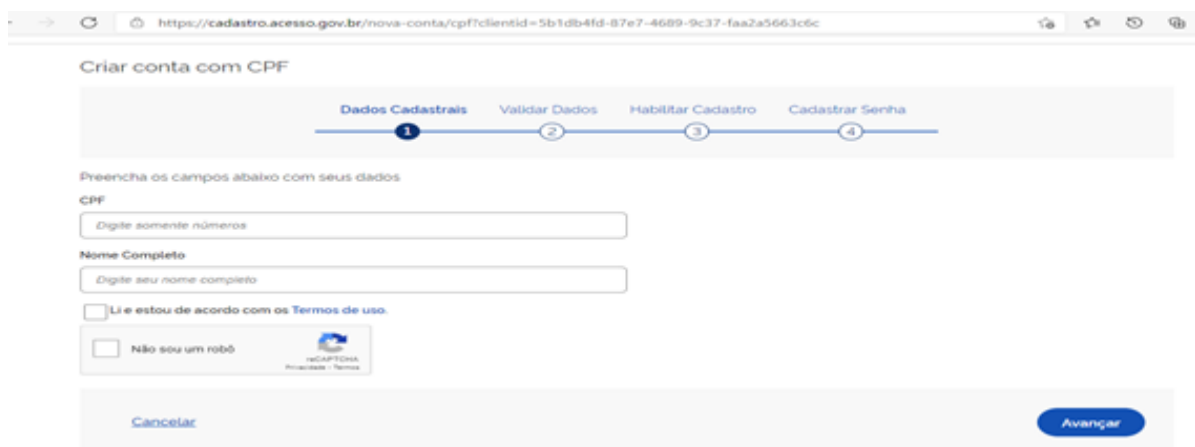 https://cadastro.acesso.gov.br/nova-conta/cpf?clientid=5b1db4fd-87e7-4689-9c37-faa2a5663c6c
Criar conta com CPF
Dados Cadastrais Validar Dados Habilitar Cadastro Cadastrar Senha
1 2 3 4
Preencha os campos abaixo com seus dados
CPF
Digite somente números
Nome Completo
Digite seu nome completo
Li e estou de acordo com os Termos de uso.
Não sou um robô
reCAPTCHA
Privacidade - Termos
Cancelar Avançar